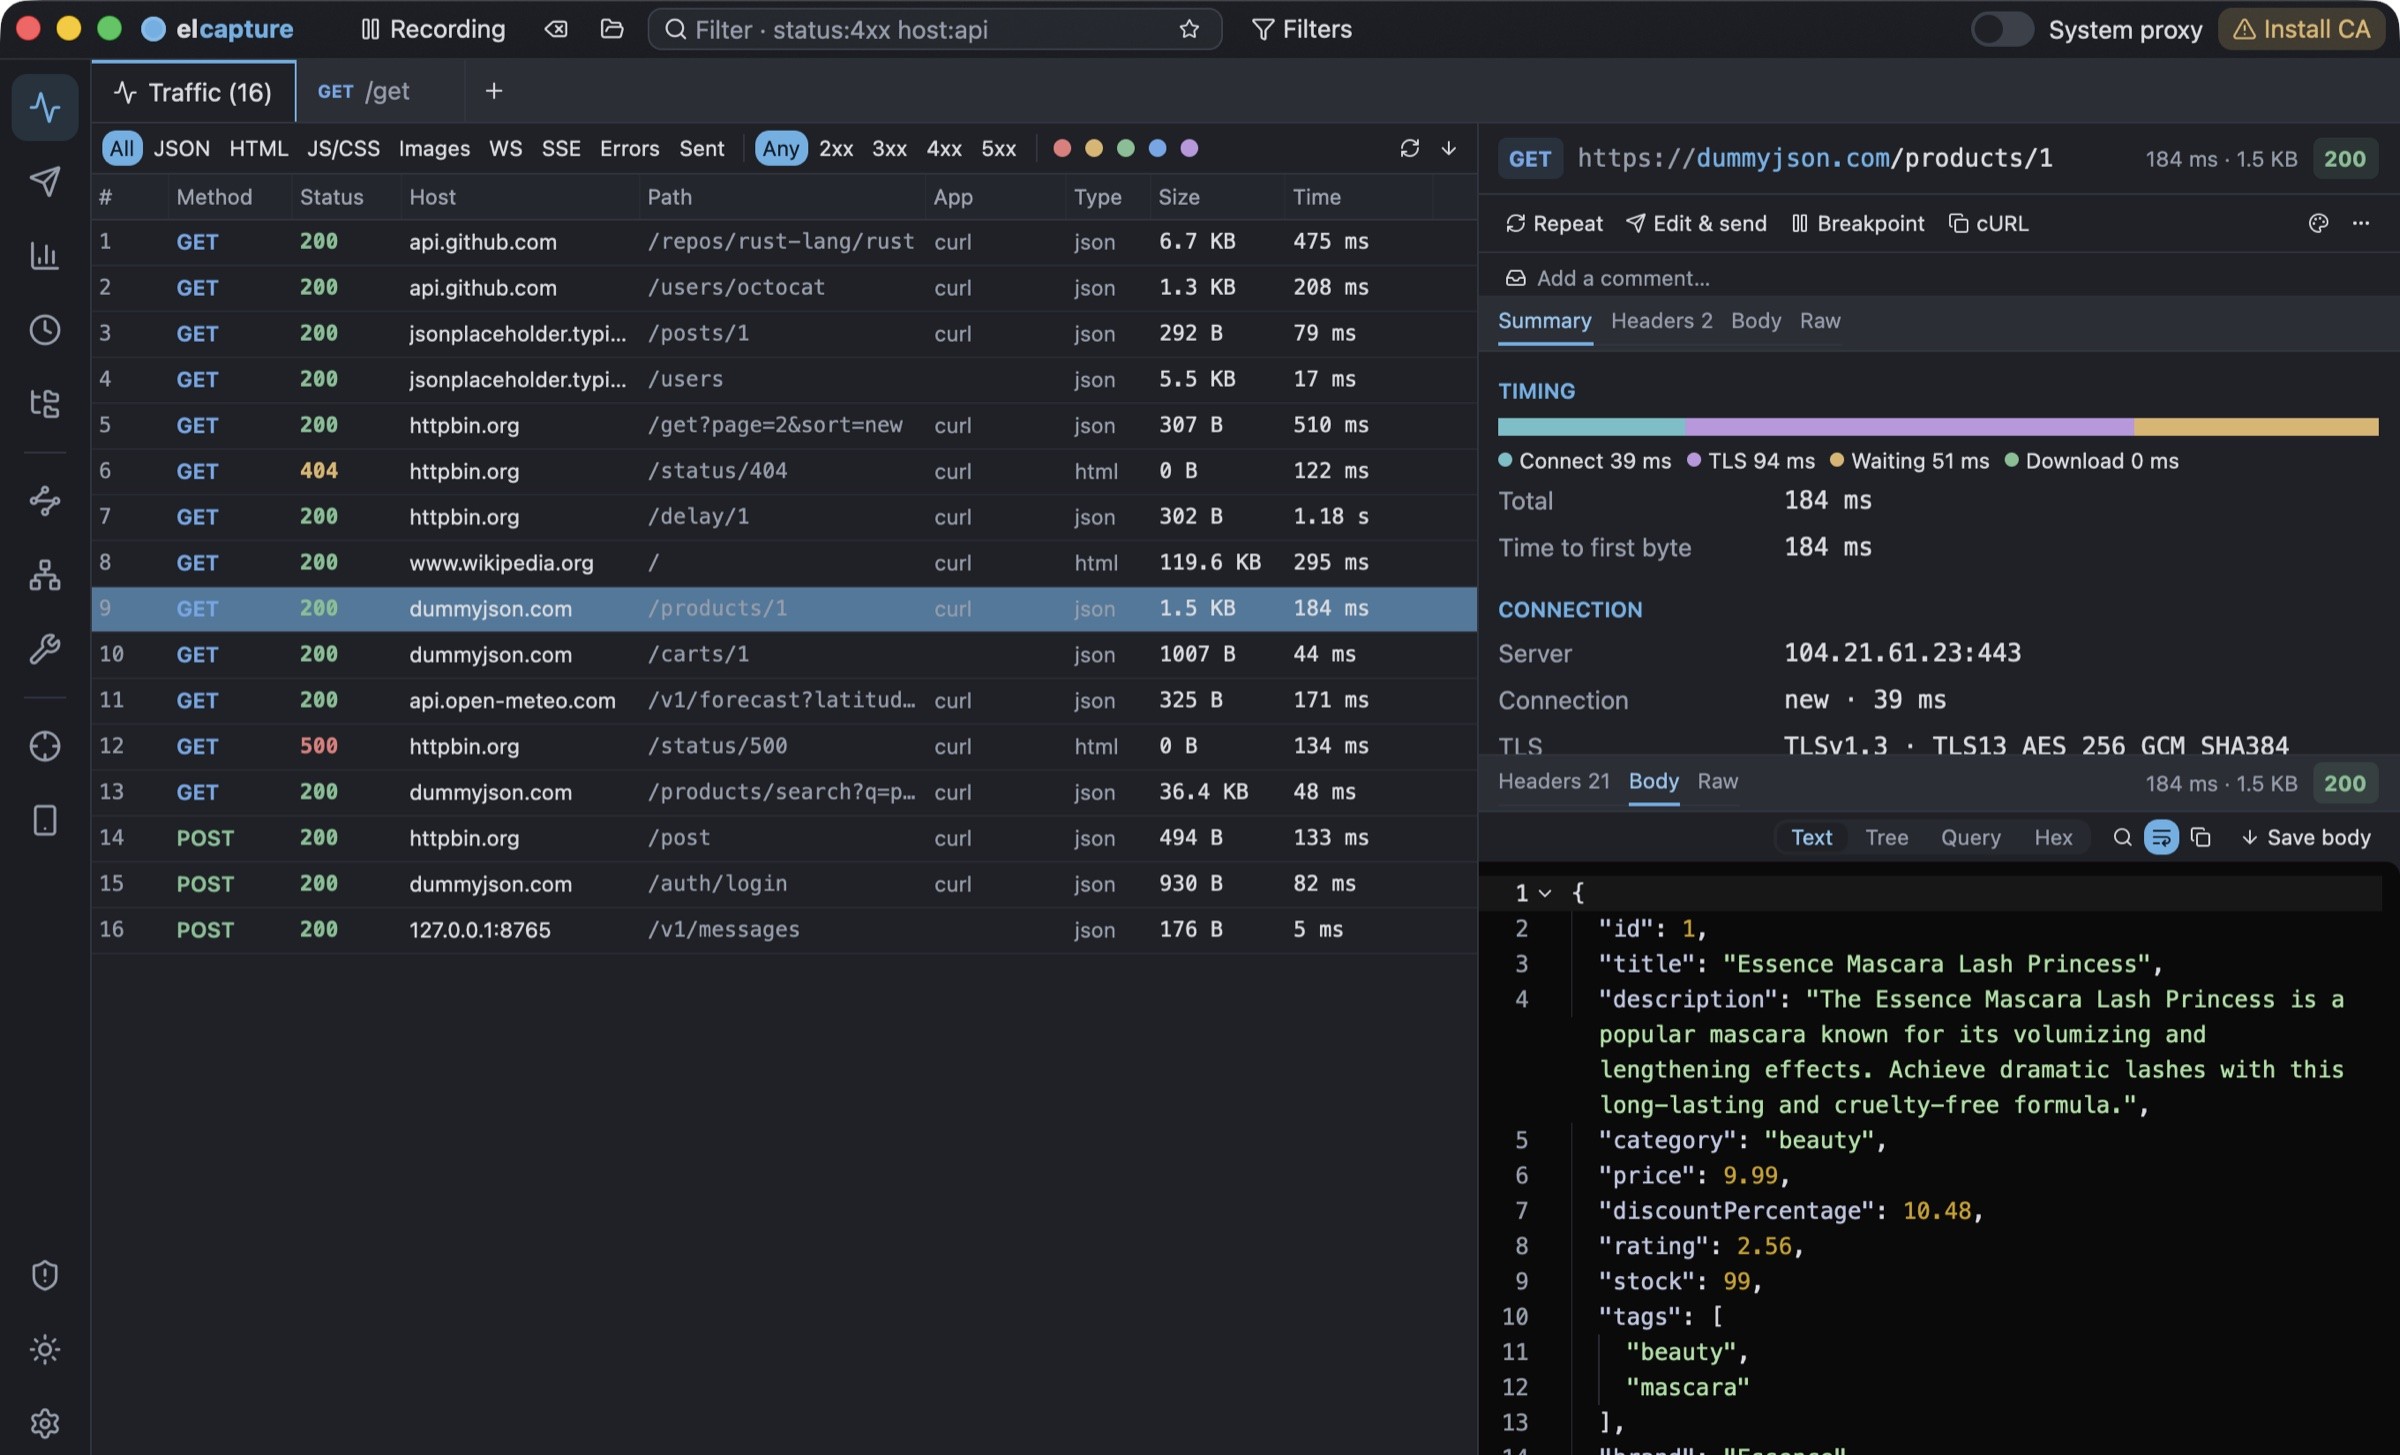 elcapture Recording Filter · status:4xx host:api Filters System proxy Install CA
Traffic (16) GET /get +
All JSON HTML JS/CSS Images WS SSE Errors Sent Any 2xx 3xx 4xx 5xx
# Method Status Host Path App Type Size Time
1 GET 200 api.github.com /repos/rust-lang/rust curl json 6.7 KB 475 ms
2 GET 200 api.github.com /users/octocat curl json 1.3 KB 208 ms
3 GET 200 jsonplaceholder.typi... /posts/1 curl json 292 B 79 ms
4 GET 200 jsonplaceholder.typi... /users json 5.5 KB 17 ms
5 GET 200 httpbin.org /get?page=2&sort=new curl json 307 B 510 ms
6 GET 404 httpbin.org /status/404 curl html 0 B 122 ms
7 GET 200 httpbin.org /delay/1 curl json 302 B 1.18 s
8 GET 200 www.wikipedia.org / curl html 119.6 KB 295 ms
9 GET 200 dummyjson.com /products/1 curl json 1.5 KB 184 ms
10 GET 200 dummyjson.com /carts/1 json 1007 B 44 ms
11 GET 200 api.open-meteo.com /v1/forecast?latitud… curl json 325 B 171 ms
12 GET 500 httpbin.org /status/500 curl html 0 B 134 ms
13 GET 200 dummyjson.com /products/search?q=p… curl json 36.4 KB 48 ms
14 POST 200 httpbin.org /post curl json 494 B 133 ms
15 POST 200 dummyjson.com /auth/login curl json 930 B 82 ms
16 POST 200 127.0.0.1:8765 /v1/messages json 176 B 5 ms
GET https://dummyjson.com/products/1 184 ms · 1.5 KB 200
Repeat Edit & send Breakpoint cURL ...
Add a comment...
Summary Headers 2 Body Raw
TIMING
Connect 39 ms TLS 94 ms Waiting 51 ms Download 0 ms
Total 184 ms
Time to first byte 184 ms
CONNECTION
Server 104.21.61.23:443
Connection new · 39 ms
TLS TLSv1.3 · TLS13_AES_256_GCM_SHA384
Headers 21 Body Raw 184 ms · 1.5 KB 200
Text Tree Query Hex Save body
1 {
2 "id": 1,
3 "title": "Essence Mascara Lash Princess",
4 "description": "The Essence Mascara Lash Princess is a
popular mascara known for its volumizing and
lengthening effects. Achieve dramatic lashes with this
long-lasting and cruelty-free formula.",
5 "category": "beauty",
6 "price": 9.99,
7 "discountPercentage": 10.48,
8 "rating": 2.56,
9 "stock": 99,
10 "tags": [
11 "beauty",
12 "mascara"
13 ],
14 "brand": "Essence"